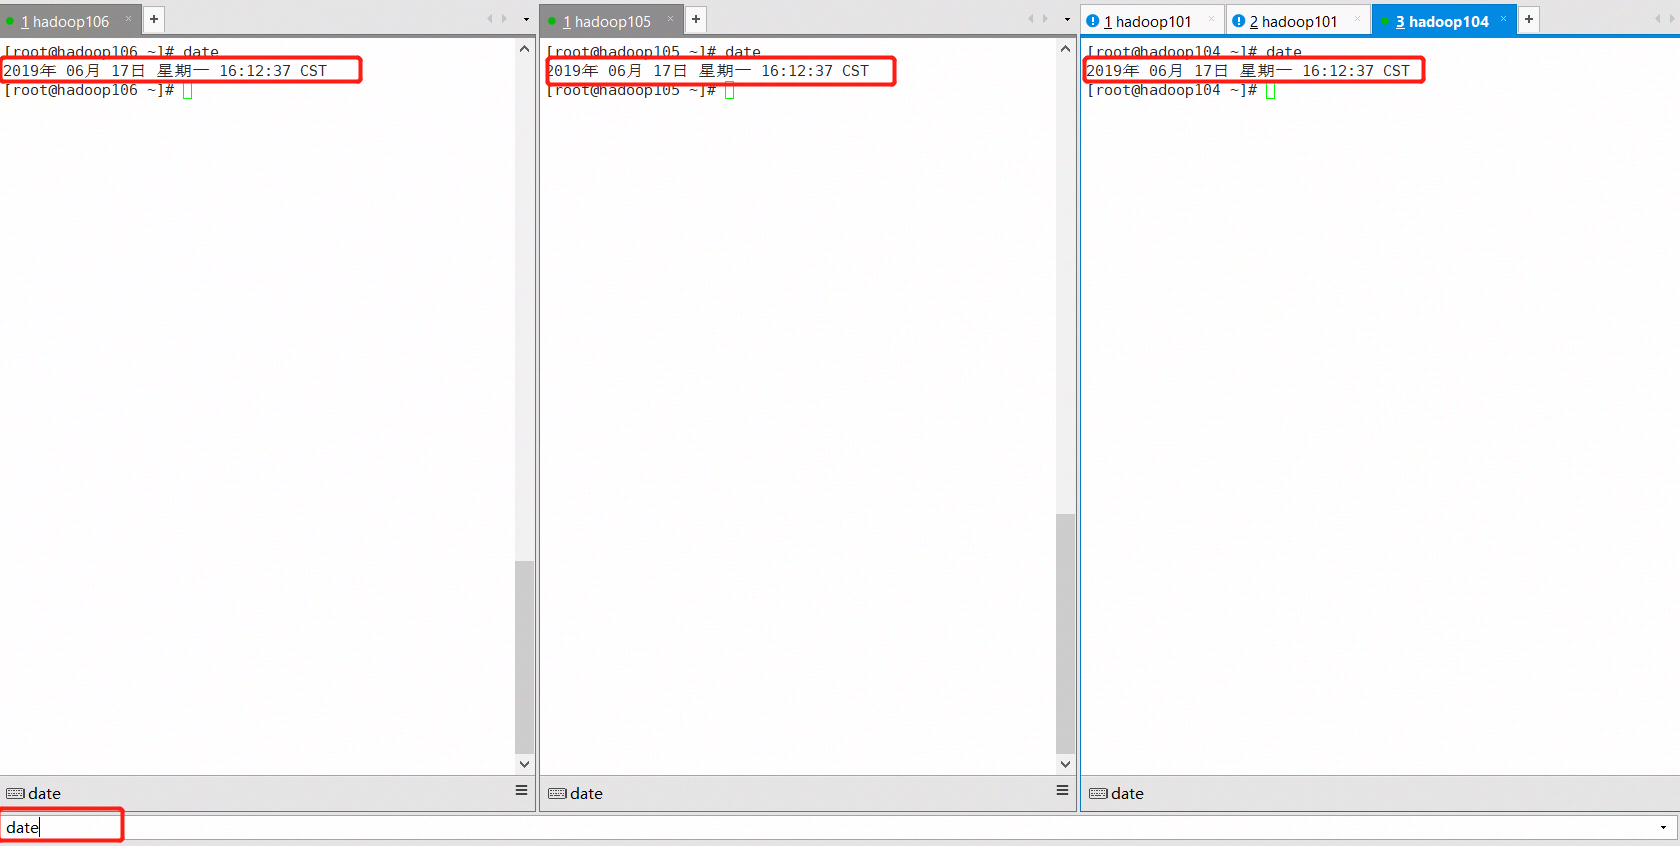 1 hadoop106
[root@hadoop106 ~]# date
2019年 06月 17日 星期一 16:12:37 CST
[root@hadoop106 ~]#
date
1 hadoop105
[root@hadoop105 ~]# date
2019年 06月 17日 星期一 16:12:37 CST
[root@hadoop105 ~]#
date
1 hadoop101
2 hadoop101
3 hadoop104
[root@hadoop104 ~]# date
2019年 06月 17日 星期一 16:12:37 CST
[root@hadoop104 ~]#
date
date